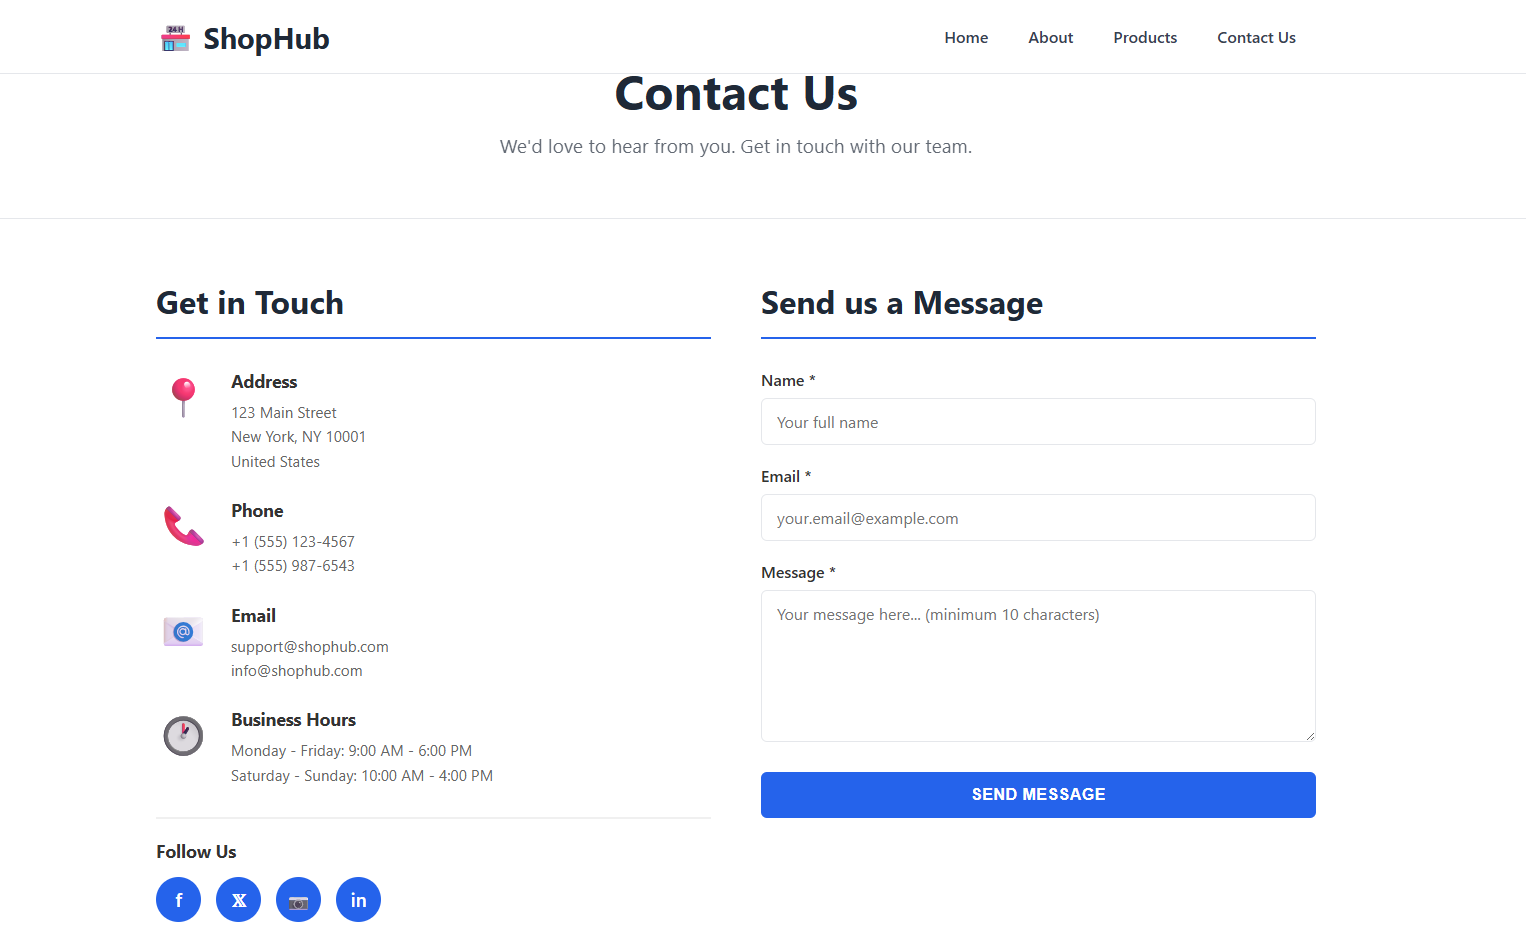 ShopHub
Home
About
Products
Contact Us
Contact Us
We'd love to hear from you. Get in touch with our team.
Get in Touch
Address
123 Main Street
New York, NY 10001
United States
Phone
+1 (555) 123-4567
+1 (555) 987-6543
Email
support@shophub.com
info@shophub.com
Business Hours
Monday - Friday: 9:00 AM - 6:00 PM
Saturday - Sunday: 10:00 AM - 4:00 PM
Follow Us
f
𝕏
in
Send us a Message
Name *
Your full name
Email *
your.email@example.com
Message *
Your message here... (minimum 10 characters)
SEND MESSAGE